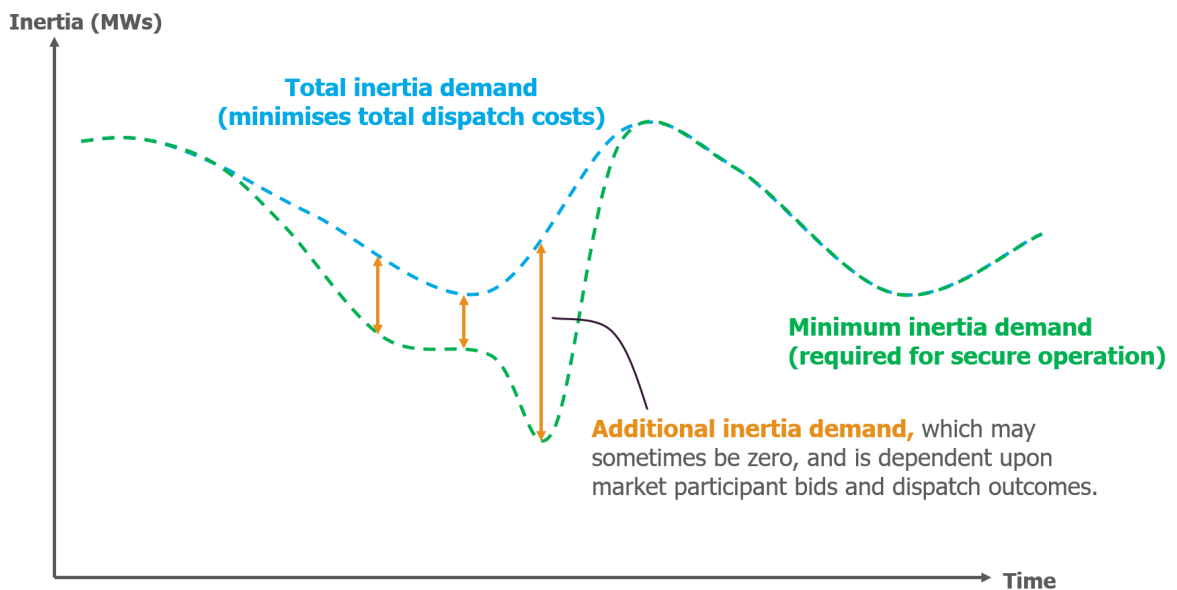 Inertia (MWs)
Total inertia demand
(minimises total dispatch costs)
Minimum inertia demand
(required for secure operation)
Additional inertia demand, which may
sometimes be zero, and is dependent upon
market participant bids and dispatch outcomes.
Time